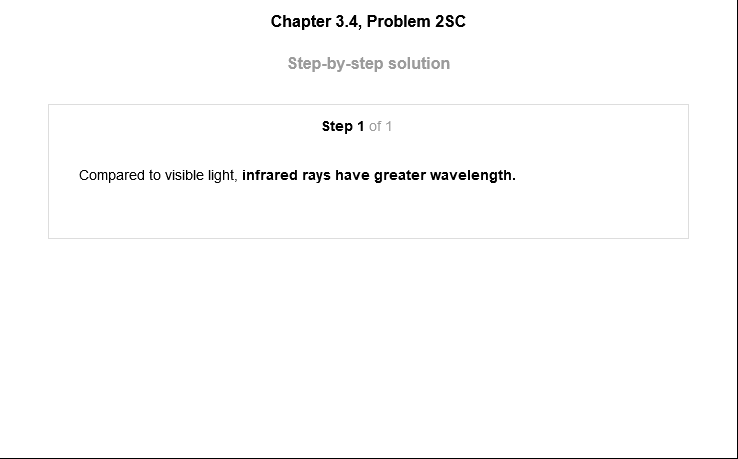 Chapter 3.4, Problem 2SC
Step-by-step solution
Step 1 of 1
Compared to visible light, infrared rays have greater wavelength.